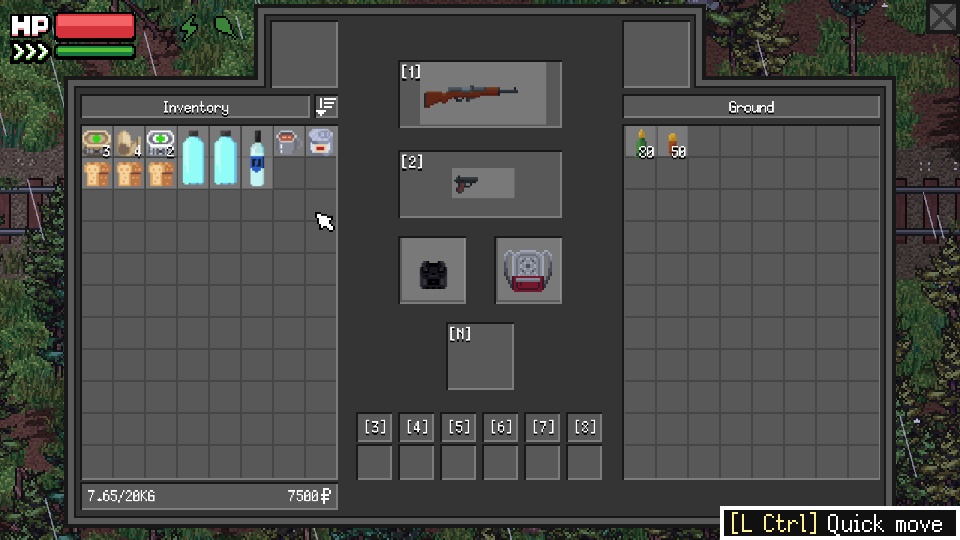 HP
[1]
Inventory
Ground
3
4
2
80
50
[2]
[N]
[3] [4] [5] [6] [7] [8]
7.65/20KG
7500₽
[L Ctrl] Quick move